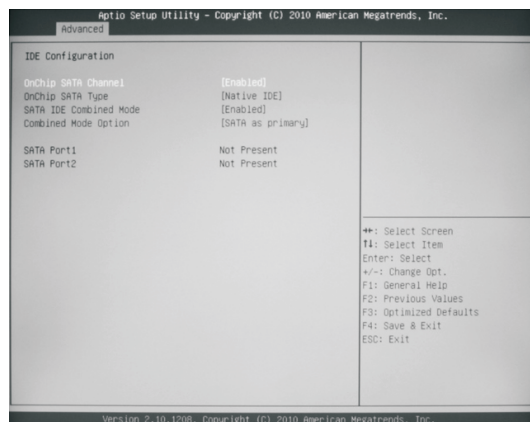 Aptio Setup Utility - Copyright (C) 2010 American Megatrends, Inc.
Advanced
IDE Configuration
OnChip SATA Channel [Enabled]
OnChip SATA Type [Native IDE]
SATA IDE Combined Mode [Enabled]
Combined Mode Option [SATA as primary]
SATA Port1 Not Present
SATA Port2 Not Present
→←: Select Screen
↑↓: Select Item
Enter: Select
+/-: Change Opt.
F1: General Help
F2: Previous Values
F3: Optimized Defaults
F4: Save & Exit
ESC: Exit
Version 2.10.1208. Copyright (C) 2010 American Megatrends, Inc.